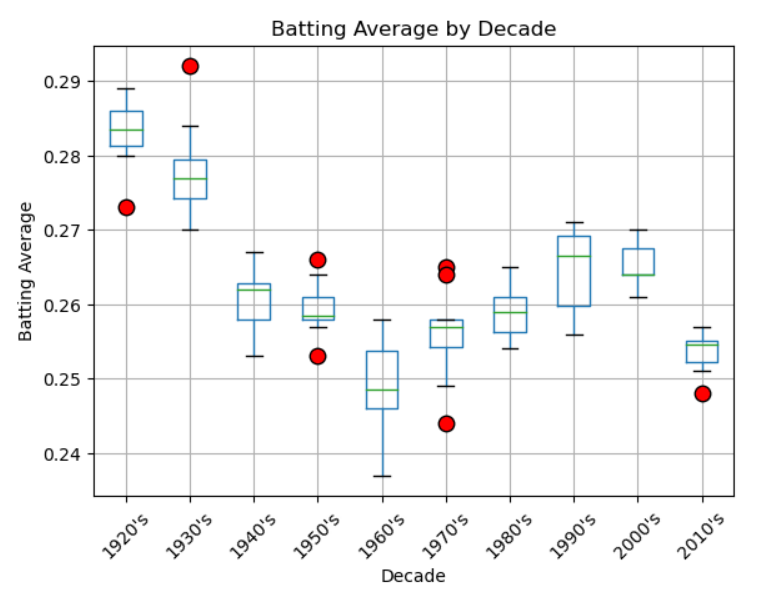 Batting Average by Decade
Batting Average
0.29
0.28
0.27
0.26
0.25
0.24
1920's
1930's
1940's
1950's
1960's
1970's
1980's
1990's
2000's
2010's
Decade